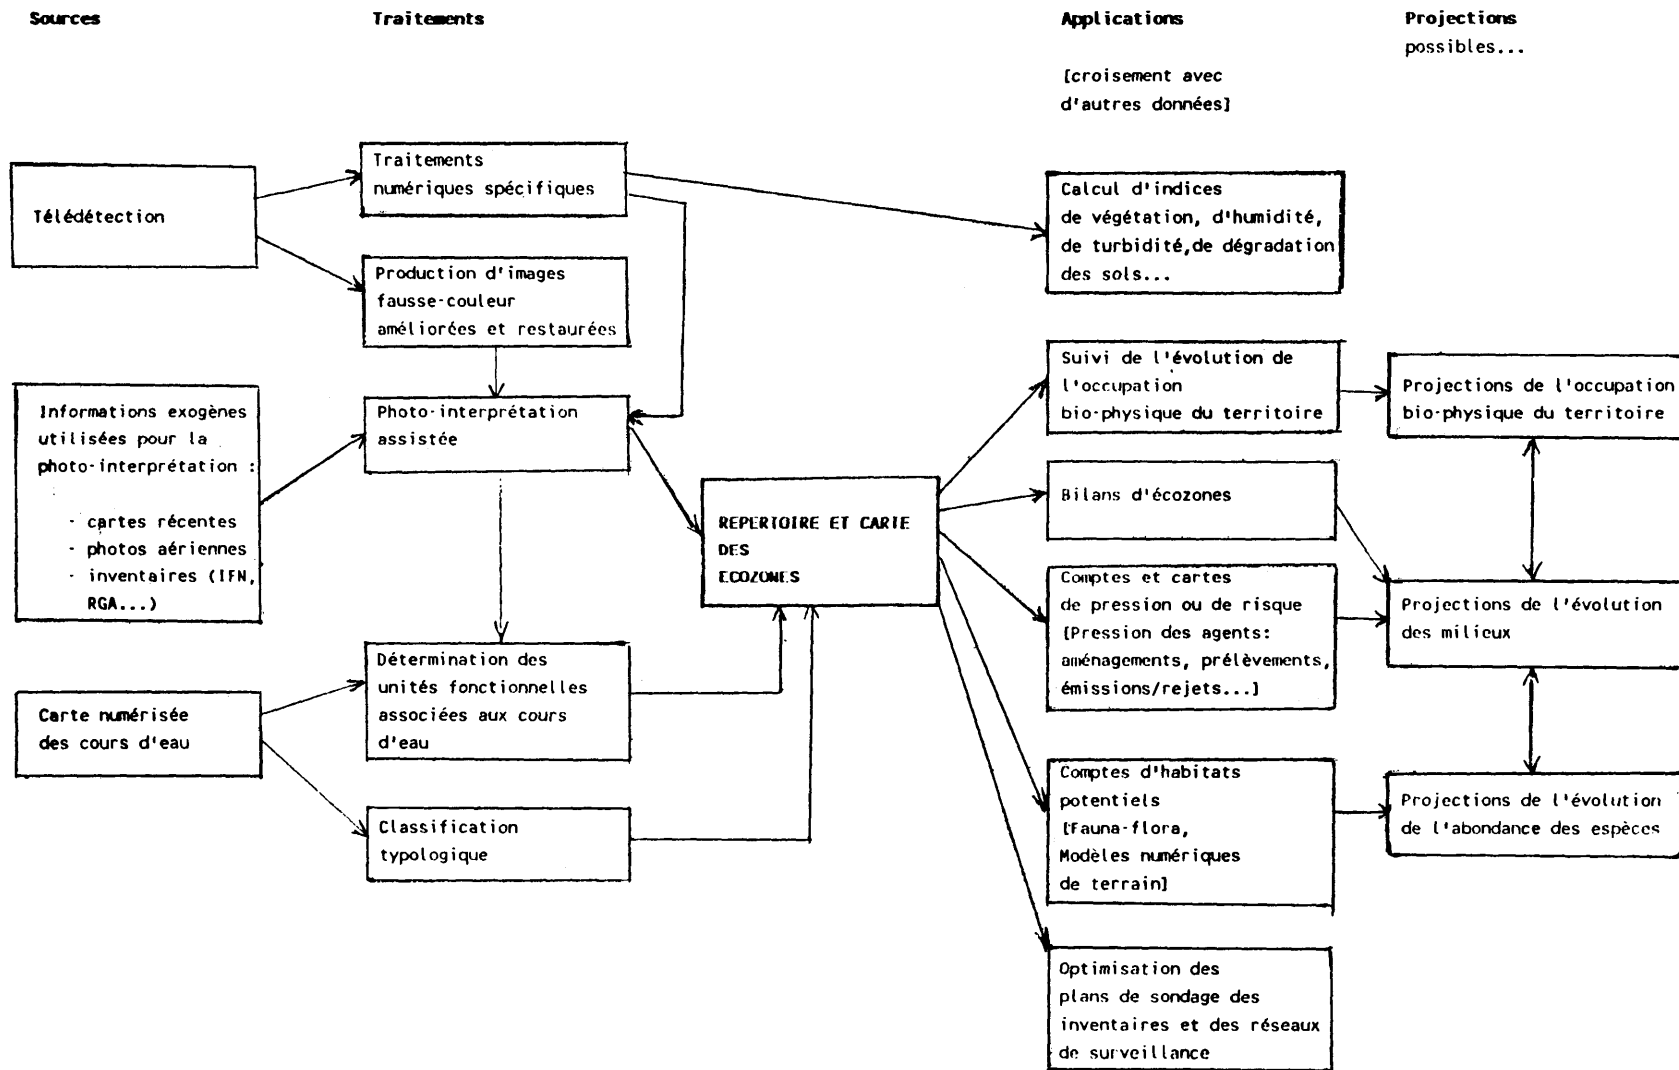 Sources
Traitements
Applications
Projections
possibles...
[croisement avec
d'autres données]
Télédétection
Traitements
numériques spécifiques
Production d'images
fausse-couleur
améliorées et restaurées
Calcul d'indices
de végétation, d'humidité,
de turbidité,de dégradation
des sols...
Informations exogènes
utilisées pour la
photo-interprétation :
- cartes récentes
- photos aériennes
- inventaires (IFN,
RGA...)
Photo-interprétation
assistée
Suivi de l'évolution de
l'occupation
bio-physique du territoire
Projections de l'occupation
bio-physique du territoire
REPERTOIRE ET CARTE
DES
ECOZONES
Bilans d'écozones
Comptes et cartes
de pression ou de risque
[Pression des agents:
aménagements, prélèvements,
émissions/rejets...]
Projections de l'évolution
des milieux
Carte numérisée
des cours d'eau
Détermination des
unités fonctionnelles
associées aux cours
d'eau
Classification
typologique
Comptes d'habitats
potentiels
[Fauna-flora,
Modèles numériques
de terrain]
Projections de l'évolution
de l'abondance des espèces
Optimisation des
plans de sondage des
inventaires et des réseaux
de surveillance